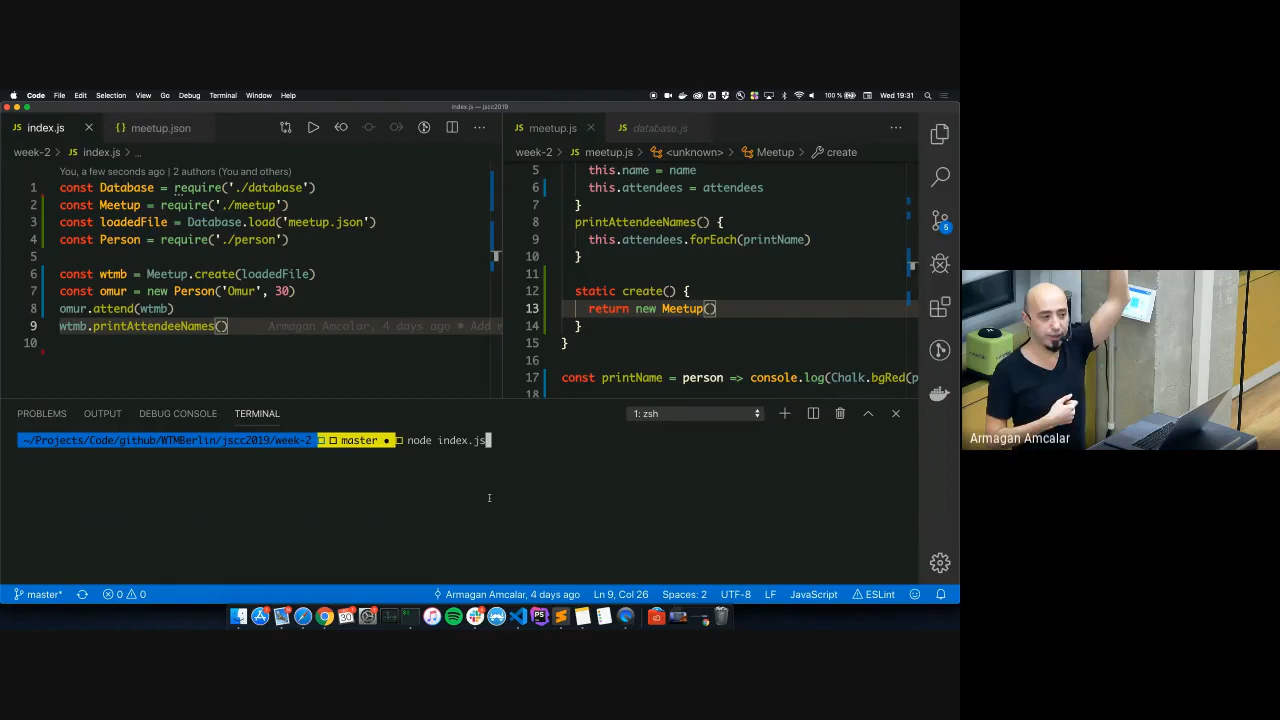 Code File Edit Selection View Go Debug Terminal Window Help 100 % Wed 19:31
index.js — jscc2019
index.js meetup.json
week-2 > index.js > ...
You, a few seconds ago | 2 authors (You and others)
1 const Database = require('./database')
2 const Meetup = require('./meetup')
3 const loadedFile = Database.load('meetup.json')
4 const Person = require('./person')
5
6 const wtmb = Meetup.create(loadedFile)
7 const omur = new Person('Omur', 30)
8 omur.attend(wtmb)
9 wtmb.printAttendeeNames() Armagan Amcalar, 4 days ago • Add w
10
meetup.js database.js
week-2 > meetup.js > <unknown> > Meetup > create
5 this.name = name
6 this.attendees = attendees
7 }
8 printAttendeeNames() {
9 this.attendees.forEach(printName)
10 }
11
12 static create() {
13 return new Meetup()
14 }
15 }
16
17 const printName = person => console.log(Chalk.bgRed(p
18
5
PROBLEMS OUTPUT DEBUG CONSOLE TERMINAL 1: zsh
~/Projects/Code/github/WTMBerlin/jscc2019/week-2 master • node index.js
master* 0 0 Armagan Amcalar, 4 days ago Ln 9, Col 26 Spaces: 2 UTF-8 LF JavaScript ESLint
30
PS
Armagan Amcalar